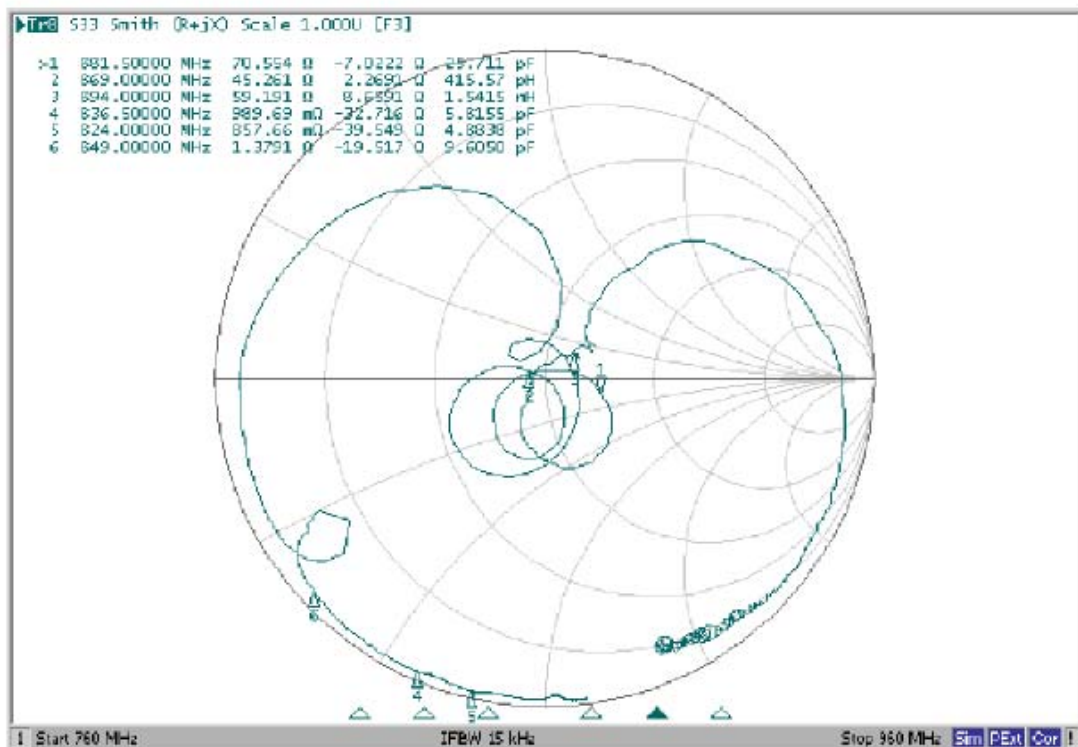 Tr8 S33 Smith (R+jX) Scale 1.000U [F3]
>1 881.50000 MHz 70.554 Ω -7.0222 Ω 25.711 pF
2 869.00000 MHz 45.261 Ω 2.2690 Ω 415.57 pH
3 894.00000 MHz 59.191 Ω 8.6591 Ω 1.5415 nH
4 836.50000 MHz 989.69 mΩ -32.716 Ω 5.8155 pF
5 824.00000 MHz 857.66 mΩ -39.549 Ω 4.8838 pF
6 849.00000 MHz 1.3791 Ω -19.517 Ω 9.6050 pF
1
6
4
5
1 Start 760 MHz IFBW 15 kHz Stop 960 MHz Sim PExt Cor !